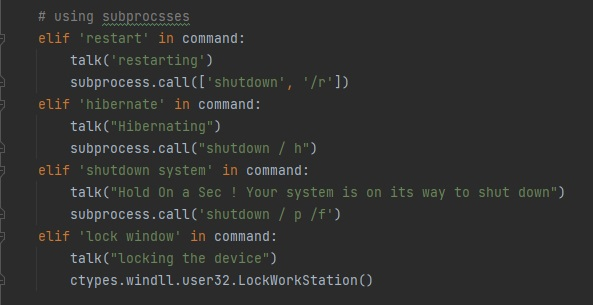 # using subprocsses
elif 'restart' in command:
talk('restarting')
subprocess.call(['shutdown', '/r'])
elif 'hibernate' in command:
talk("Hibernating")
subprocess.call("shutdown / h")
elif 'shutdown system' in command:
talk("Hold On a Sec ! Your system is on its way to shut down")
subprocess.call('shutdown / p /f')
elif 'lock window' in command:
talk("locking the device")
ctypes.windll.user32.LockWorkStation()